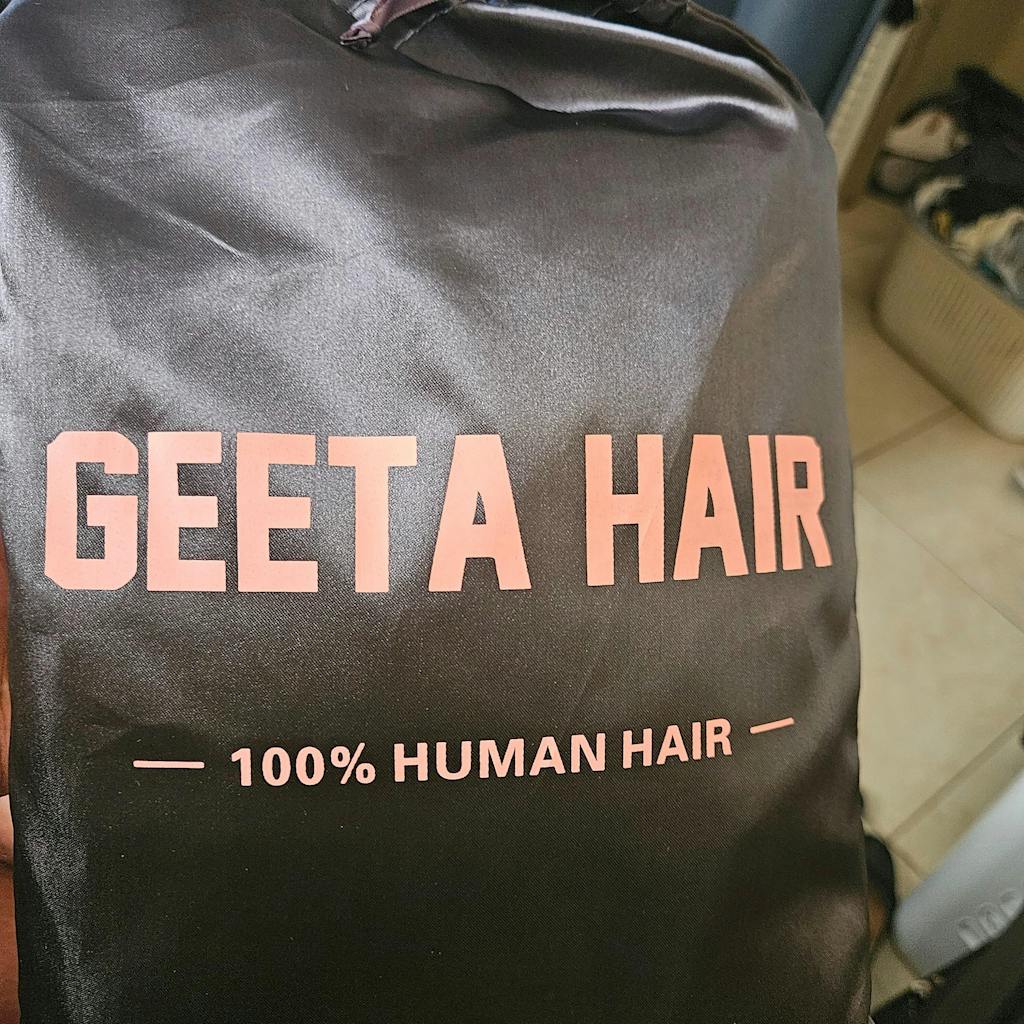 GEETA HAIR
— 100% HUMAN HAIR —